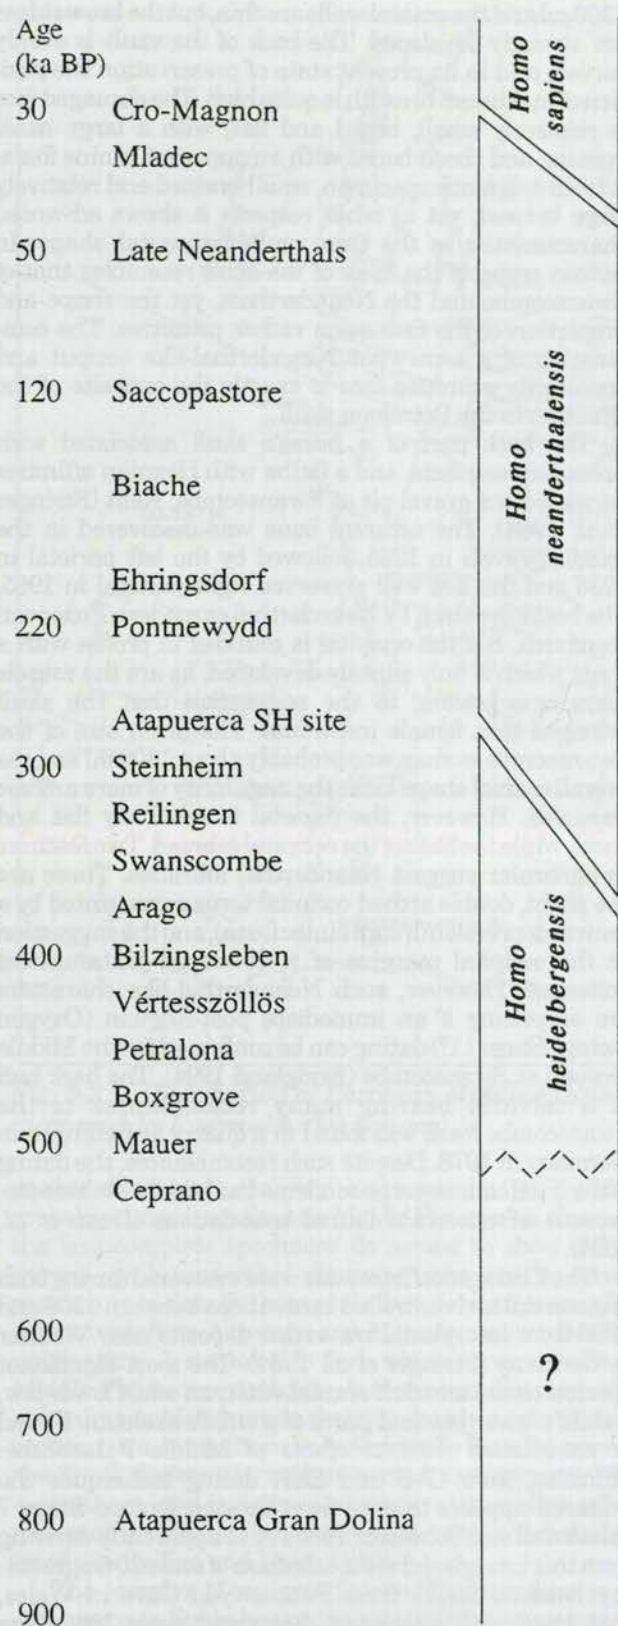 Age
(ka BP)
30 Cro-Magnon
Mladec
50 Late Neanderthals
120 Saccopastore
Biache
Ehringsdorf
220 Pontnewydd
Atapuerca SH site
300 Steinheim
Reilingen
Swanscombe
Arago
400 Bilzingsleben
Vértesszöllös
Petralona
Boxgrove
500 Mauer
Ceprano
600
700
800 Atapuerca Gran Dolina
900
Homo
sapiens
Homo
neanderthalensis
Homo
heidelbergensis
?